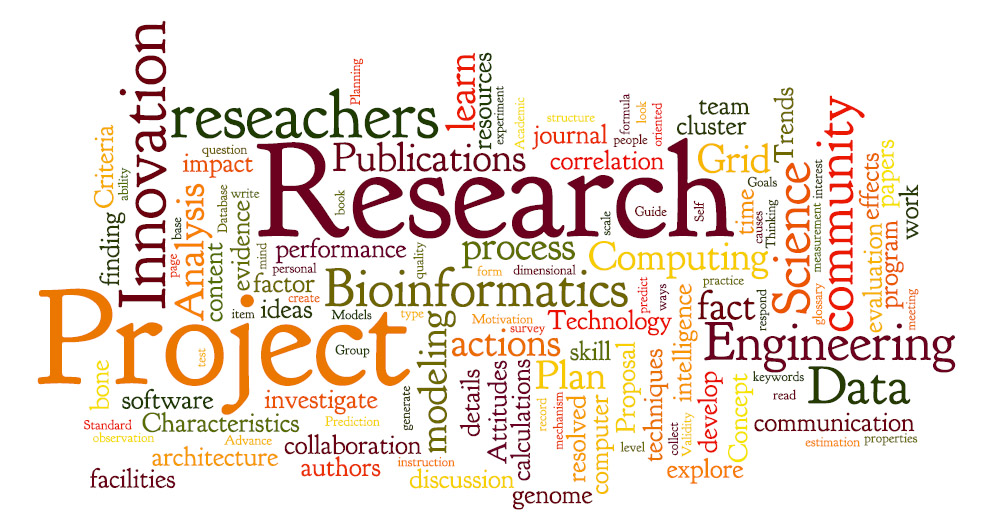 Innovation
Planning
reseachers
learn
resources
experiment
Academic
structure
journal
formula
people
look
oriented
team
cluster
Trends
community
Criteria
ability
question
impact
Publications
correlation
Grid
Research
book
scale
Guide
Self
time
Goals
causes
Thinking
Science
measurement
interest
evaluation
effects
papers
program
work
finding
base
page
Analysis
Database
write
content
evidence
mind
performance
personal
quality
process
form
dimensional
Computing
practice
factor
create
item
ideas
Bioinformatics
Models
type
Motivation
survey
Technology
predict
ways
fact
respond
glossary
meeting
Project
test
Group
modeling
actions
skill
intelligence
Engineering
bone
software
investigate
generate
details
Attitudes
calculations
Plan
Proposal
techniques
develop
Concept
keywords
read
Data
Standard
observation
Characteristics
Advance
Prediction
record
mechanism
resolved
computer
level
collect
validity
communication
estimation
properties
architecture
collaboration
authors
instruction
discussion
explore
facilities
genome